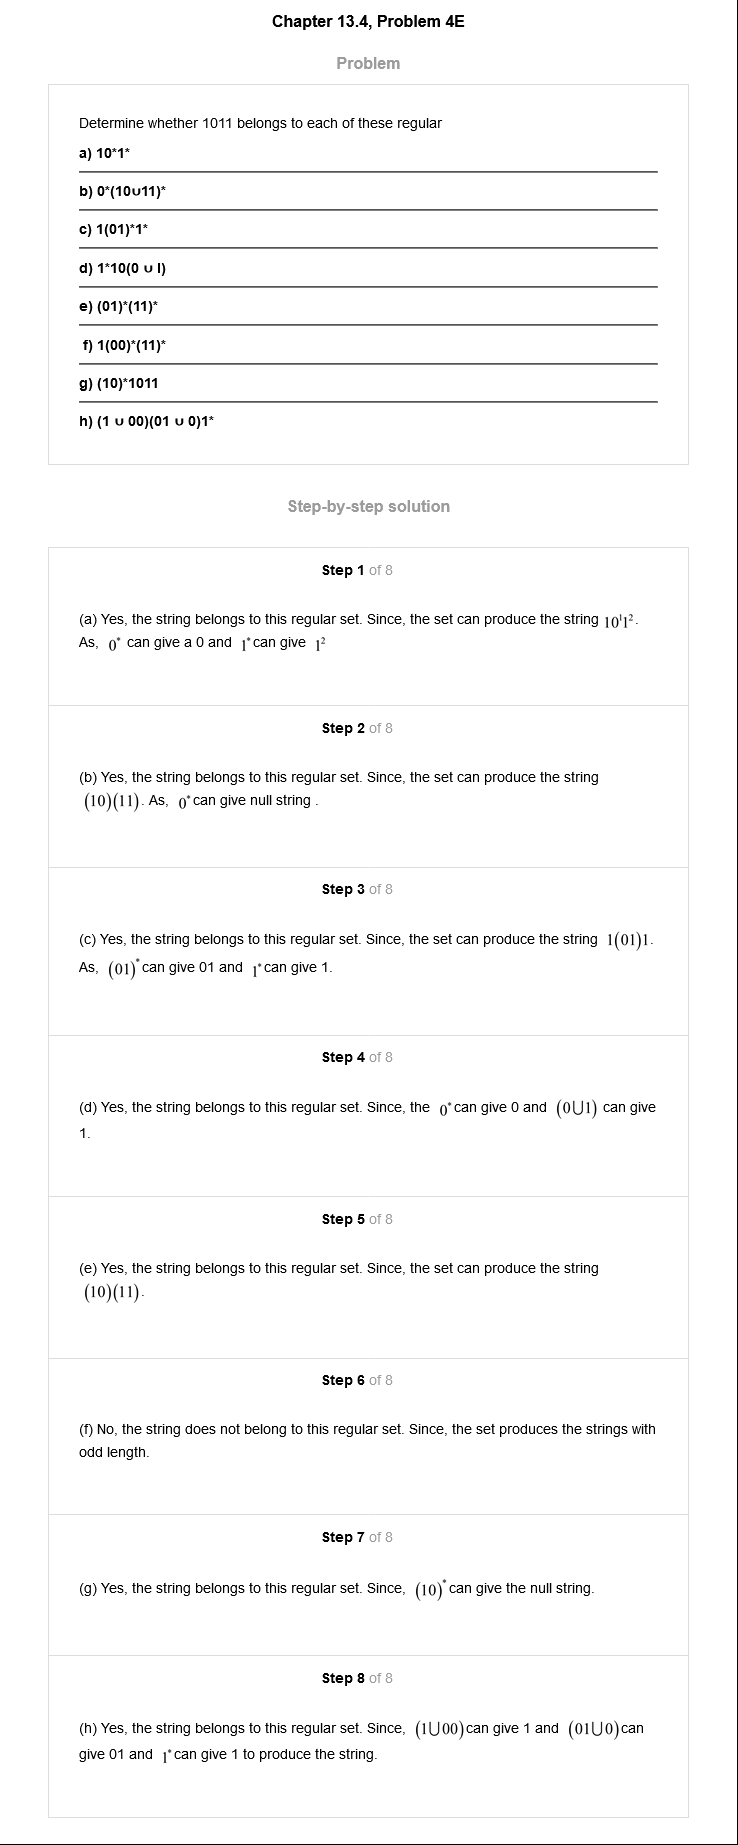 Chapter 13.4, Problem 4E
Problem
Determine whether 1011 belongs to each of these regular
a) 10*1*
b) 0*(10∪11)*
c) 1(01)*1*
d) 1*10(0 ∪ I)
e) (01)*(11)*
f) 1(00)*(11)*
g) (10)*1011
h) (1 ∪ 00)(01 ∪ 0)1*
Step-by-step solution
Step 1 of 8
(a) Yes, the string belongs to this regular set. Since, the set can produce the string 10¹1².
As, 0* can give a 0 and 1* can give 1²
Step 2 of 8
(b) Yes, the string belongs to this regular set. Since, the set can produce the string
(10)(11). As, 0* can give null string .
Step 3 of 8
(c) Yes, the string belongs to this regular set. Since, the set can produce the string 1(01)1.
As, (01)* can give 01 and 1* can give 1.
Step 4 of 8
(d) Yes, the string belongs to this regular set. Since, the 0* can give 0 and (0⋃1) can give
1.
Step 5 of 8
(e) Yes, the string belongs to this regular set. Since, the set can produce the string
(10)(11).
Step 6 of 8
(f) No, the string does not belong to this regular set. Since, the set produces the strings with
odd length.
Step 7 of 8
(g) Yes, the string belongs to this regular set. Since, (10)* can give the null string.
Step 8 of 8
(h) Yes, the string belongs to this regular set. Since, (1⋃00) can give 1 and (01⋃0) can
give 01 and 1* can give 1 to produce the string.